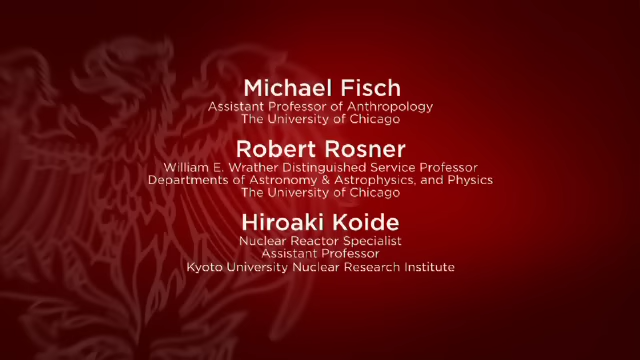 Michael Fisch
Assistant Professor of Anthropology
The University of Chicago
Robert Rosner
William E. Wrather Distinguished Service Professor
Departments of Astronomy & Astrophysics, and Physics
The University of Chicago
Hiroaki Koide
Nuclear Reactor Specialist
Assistant Professor
Kyoto University Nuclear Research Institute